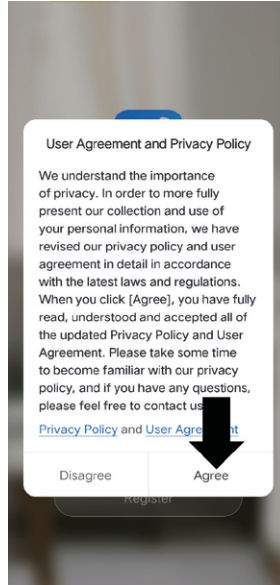 User Agreement and Privacy Policy
We understand the importance
of privacy. In order to more fully
present our collection and use of
your personal information, we have
revised our privacy policy and user
agreement in detail in accordance
with the latest laws and regulations.
When you click [Agree], you have fully
read, understood and accepted all of
the updated Privacy Policy and User
Agreement. Please take some time
to become familiar with our privacy
policy, and if you have any questions,
please feel free to contact us
Privacy Policy and User
Disagree
Agree
Register